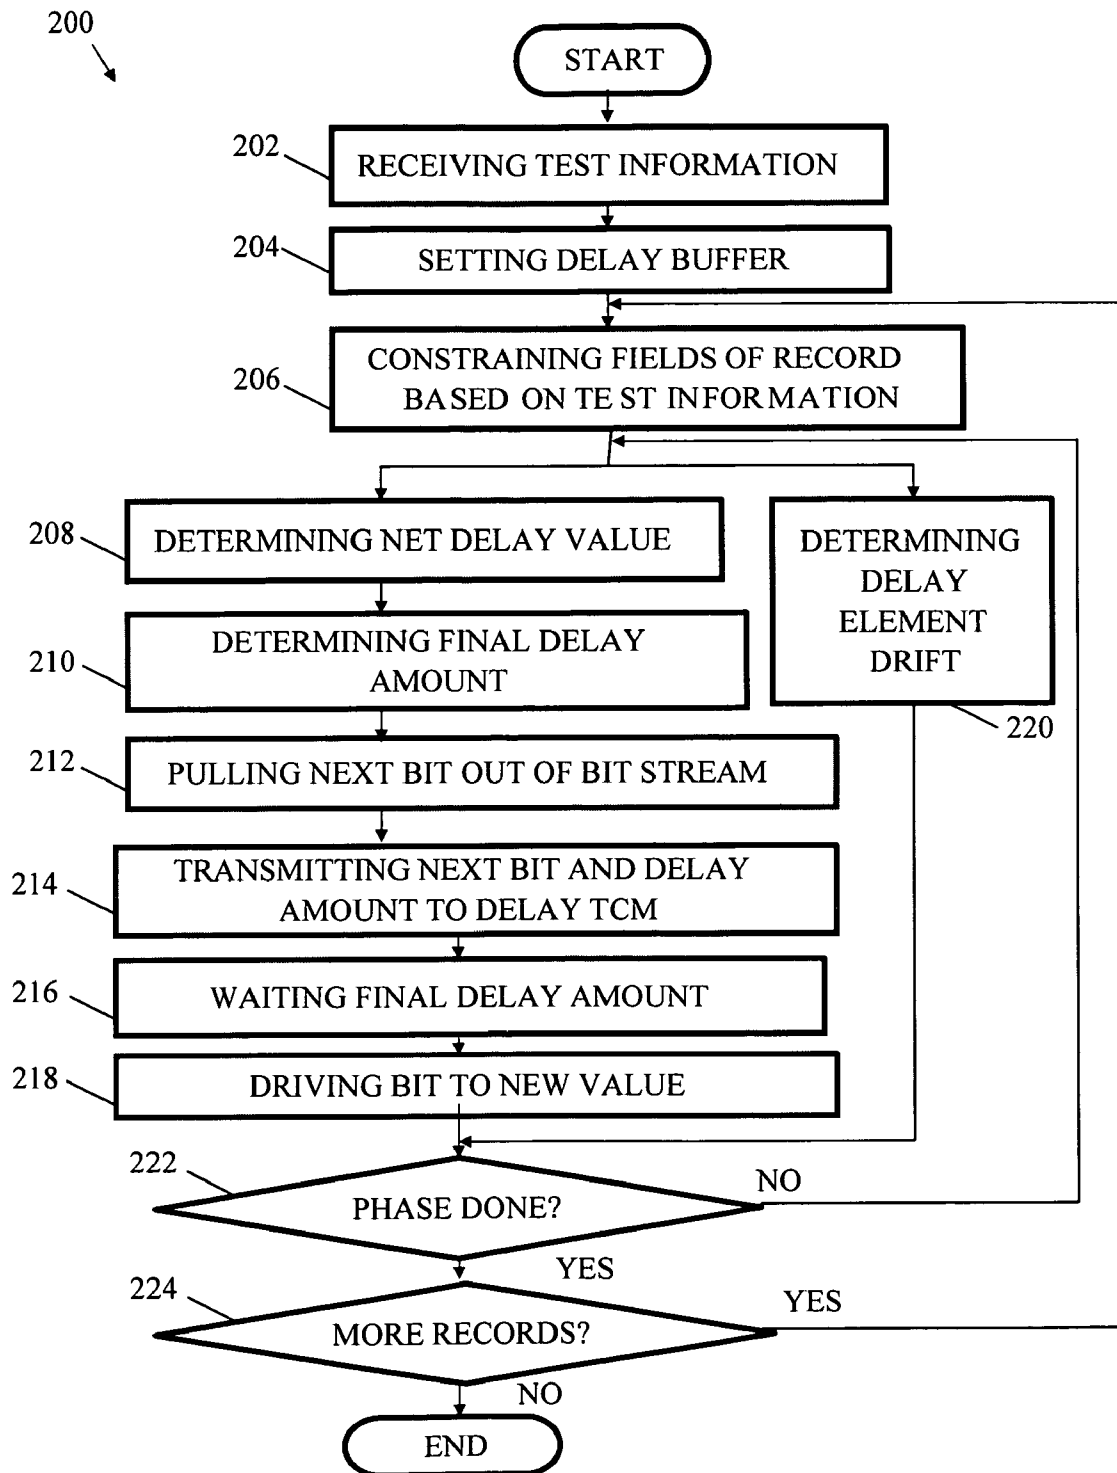 200
START
202
RECEIVING TEST INFORMATION
204
SETTING DELAY BUFFER
206
CONSTRAINING FIELDS OF RECORD
BASED ON TEST INFORMATION
208
DETERMINING NET DELAY VALUE
DETERMINING
DELAY
ELEMENT
DRIFT
220
210
DETERMINING FINAL DELAY
AMOUNT
212
PULLING NEXT BIT OUT OF BIT STREAM
214
TRANSMITTING NEXT BIT AND DELAY
AMOUNT TO DELAY TCM
216
WAITING FINAL DELAY AMOUNT
218
DRIVING BIT TO NEW VALUE
222
PHASE DONE?
NO
YES
224
MORE RECORDS?
YES
NO
END